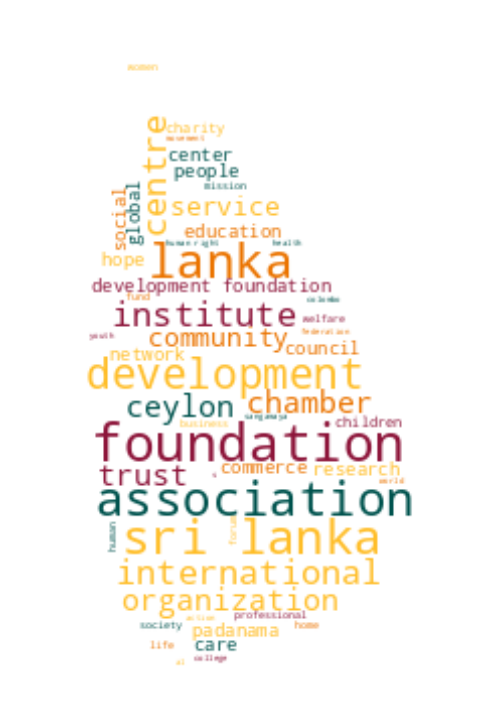 women
centre
charity
movement
center
people
mission
social
global
service
education
human right
health
hope
lanka
development foundation
fund
colombo
institute
welfare
federation
youth
community
council
network
development
ceylon
chamber
sangamaya
children
business
foundation
trust
s
commerce
research
world
association
human
forum
sri lanka
international
organization
action
professional
society
padanama
home
life
care
college
al